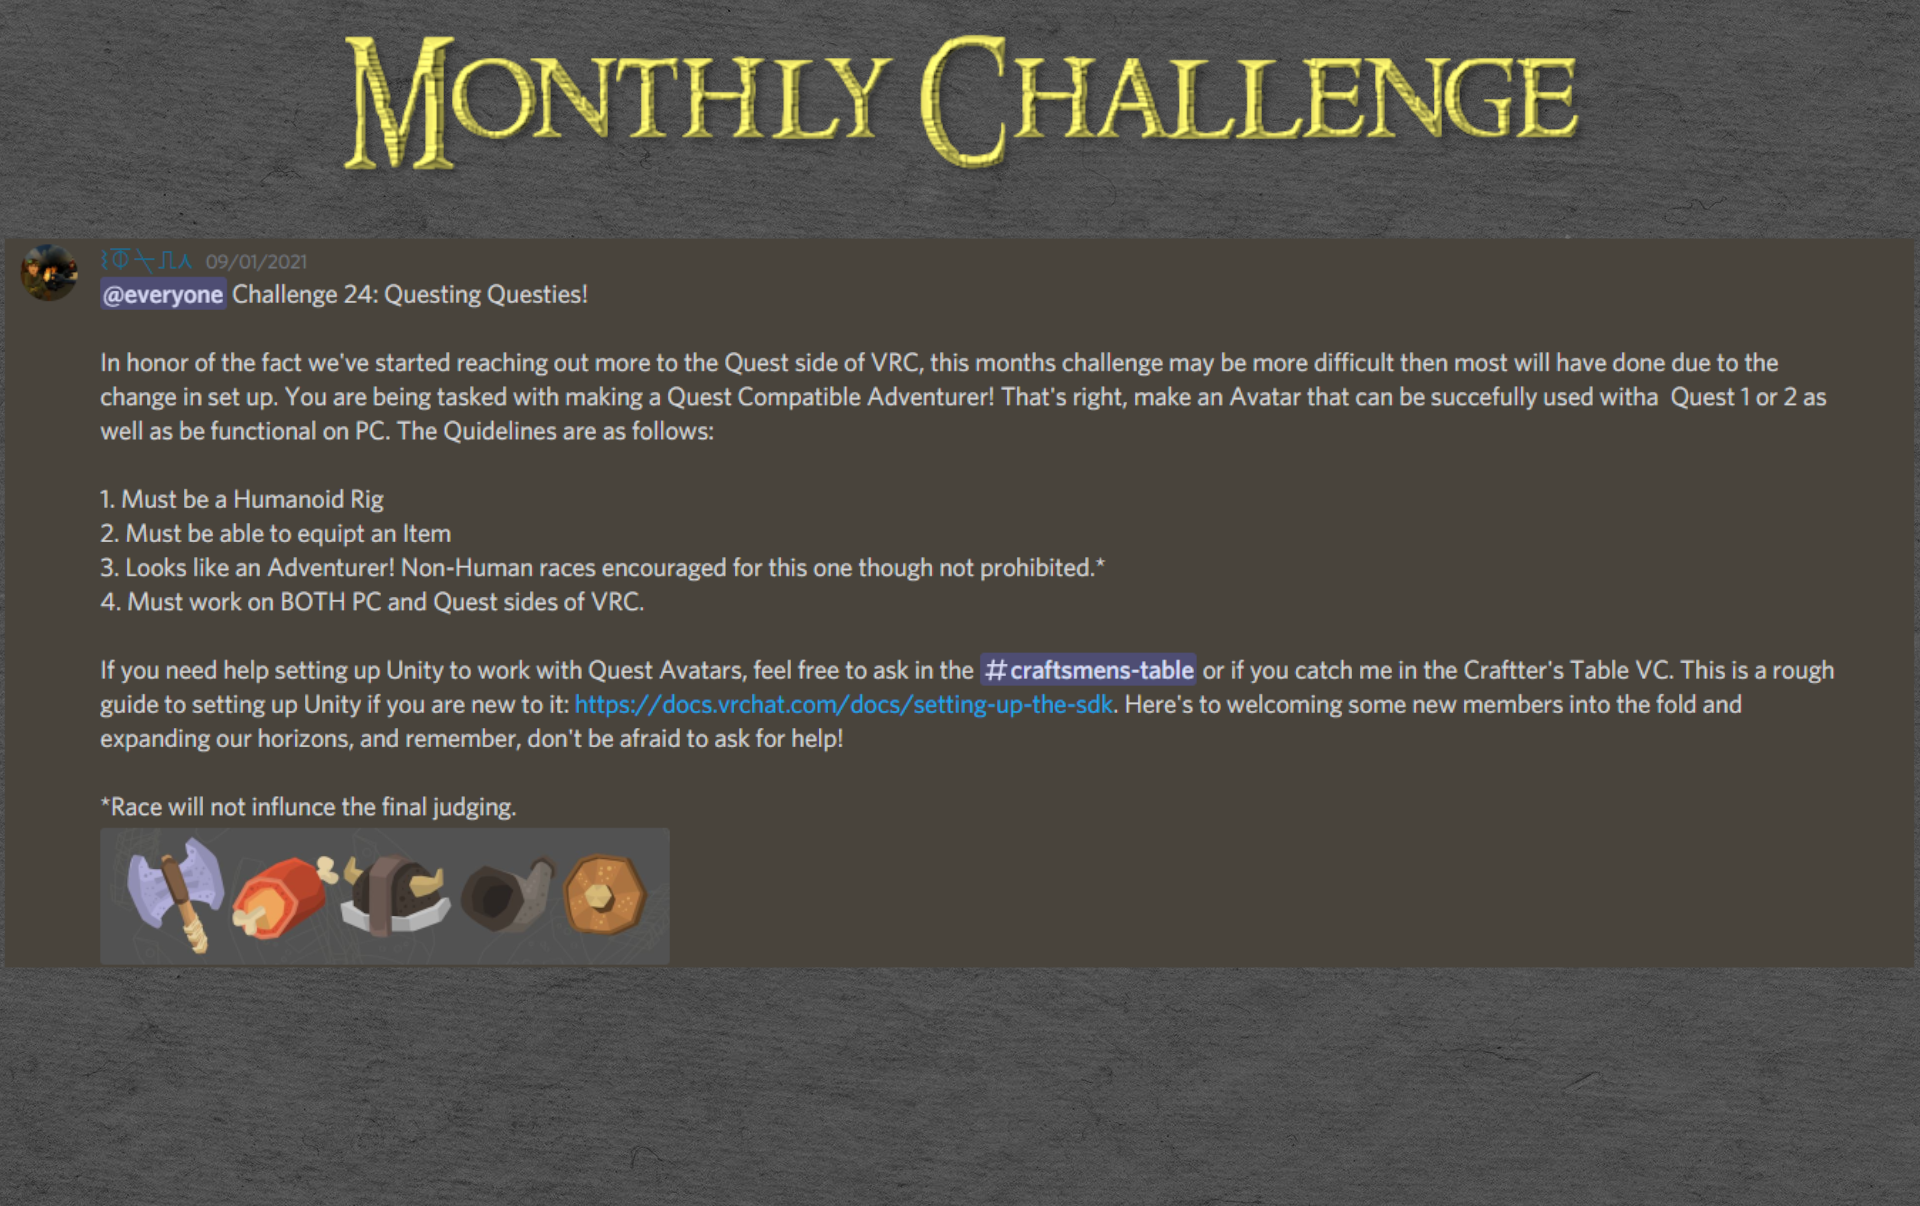 Monthly Challenge
09/01/2021
@everyone Challenge 24: Questing Questies!
In honor of the fact we've started reaching out more to the Quest side of VRC, this months challenge may be more difficult then most will have done due to the
change in set up. You are being tasked with making a Quest Compatible Adventurer! That's right, make an Avatar that can be succefully used witha  Quest 1 or 2 as
well as be functional on PC. The Quidelines are as follows:
1. Must be a Humanoid Rig
2. Must be able to equipt an Item
3. Looks like an Adventurer! Non-Human races encouraged for this one though not prohibited.*
4. Must work on BOTH PC and Quest sides of VRC.
If you need help setting up Unity to work with Quest Avatars, feel free to ask in the #craftsmens-table or if you catch me in the Craftter's Table VC. This is a rough
guide to setting up Unity if you are new to it: https://docs.vrchat.com/docs/setting-up-the-sdk. Here's to welcoming some new members into the fold and
expanding our horizons, and remember, don't be afraid to ask for help!
*Race will not influnce the final judging.